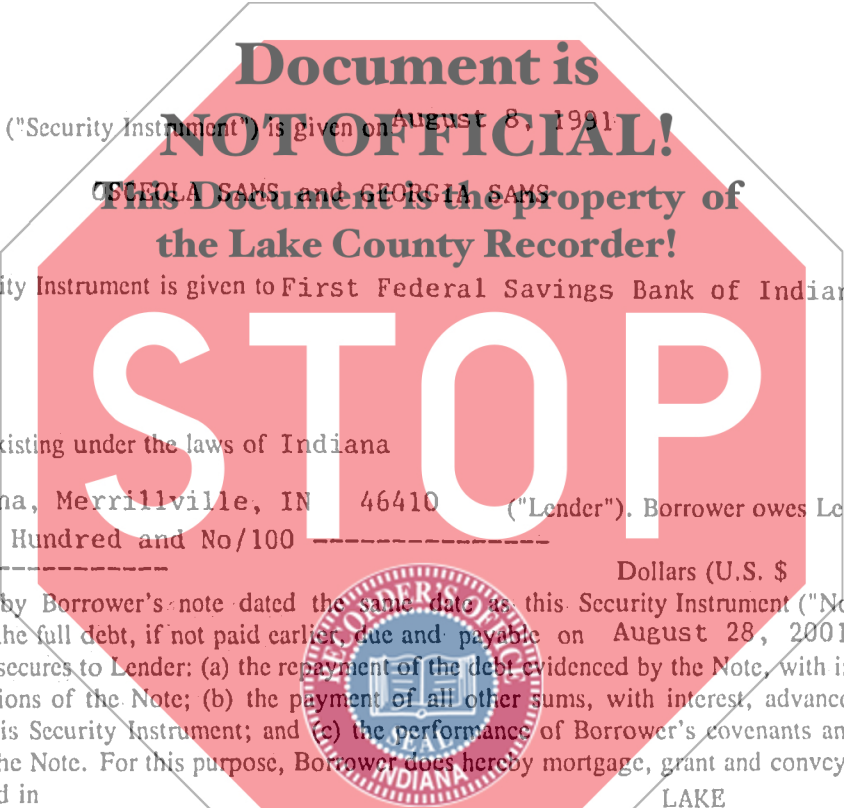 Document is
("Security Instrument") is given on August 8, 1991
NOT OFFICIAL!
OSCEOLA SAMS and GEORGIA SAMS
This Document is the property of
the Lake County Recorder!
ity Instrument is given to First Federal Savings Bank of Indian
STOP
xisting under the laws of Indiana
na, Merrillville, IN 46410 ("Lender"). Borrower owes Le
Hundred and No/100 ----------------
------------
Dollars (U.S. $
by Borrower's note dated the same date as this Security Instrument ("No
he full debt, if not paid earlier, due and payable on August 28, 2001
secures to Lender: (a) the repayment of the debt evidenced by the Note, with i
ions of the Note; (b) the payment of all other sums, with interest, advance
is Security Instrument; and (c) the performance of Borrower's covenants an
he Note. For this purpose, Borrower does hereby mortgage, grant and convey
d in LAKE
RECORDER'S OFFICE
SEAL
INDIANA